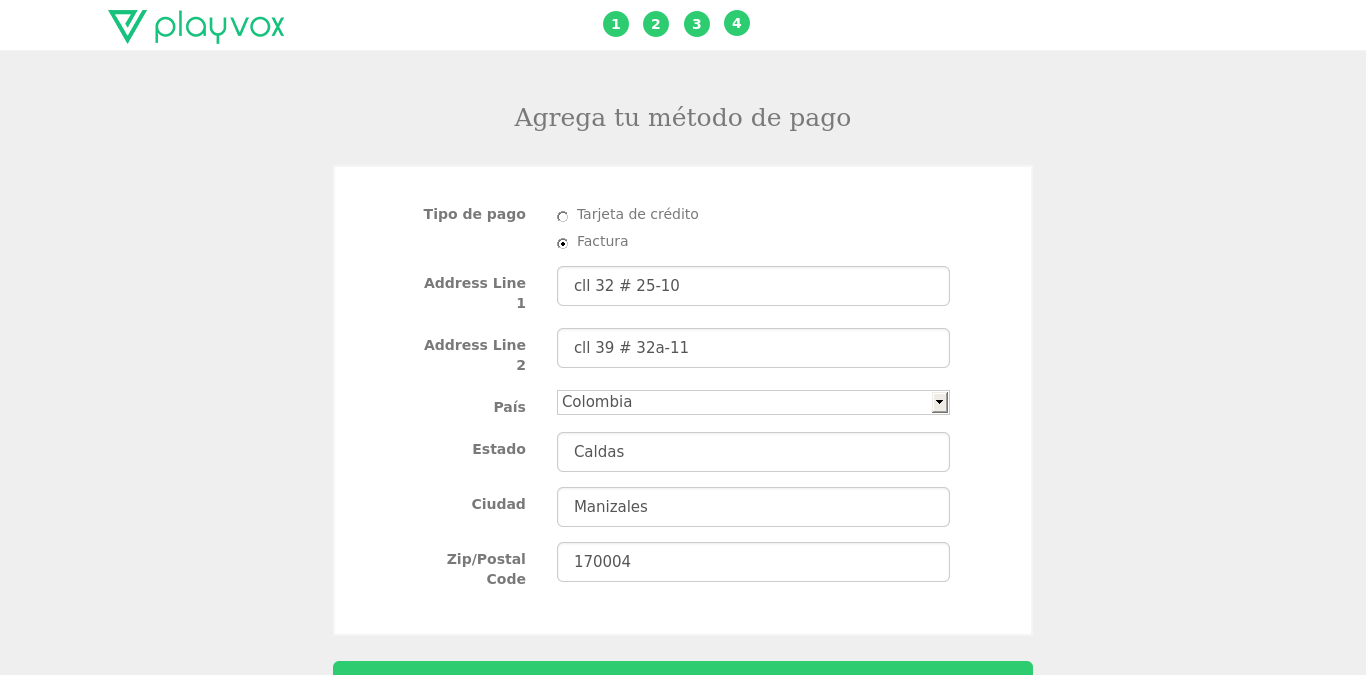 playvox
1 2 3 4
Agrega tu método de pago
Tipo de pago
Tarjeta de crédito
Factura
Address Line
1
cll 32 # 25-10
Address Line
2
cll 39 # 32a-11
País
Colombia
Estado
Caldas
Ciudad
Manizales
Zip/Postal
Code
170004